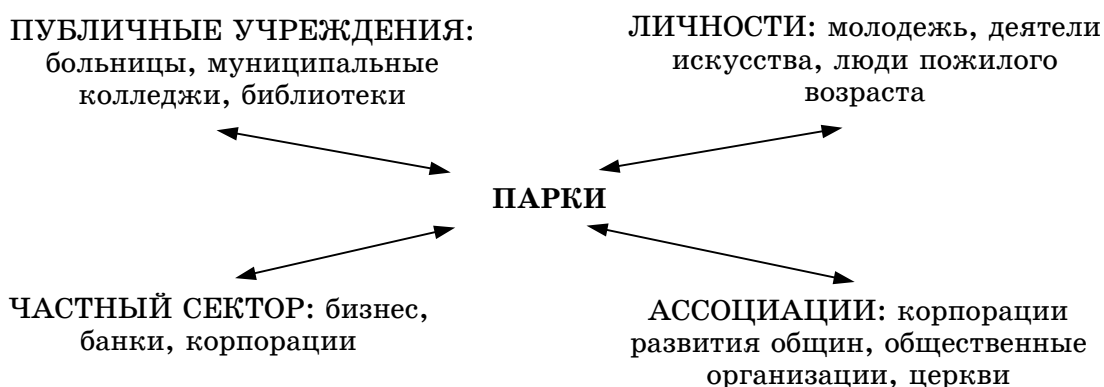 ПУБЛИЧНЫЕ УЧРЕЖДЕНИЯ:
больницы, муниципальные
колледжи, библиотеки
ЛИЧНОСТИ: молодежь, деятели
искусства, люди пожилого
возраста
ПАРКИ
ЧАСТНЫЙ СЕКТОР: бизнес,
банки, корпорации
АССОЦИАЦИИ: корпорации
развития общин, общественные
организации, церкви